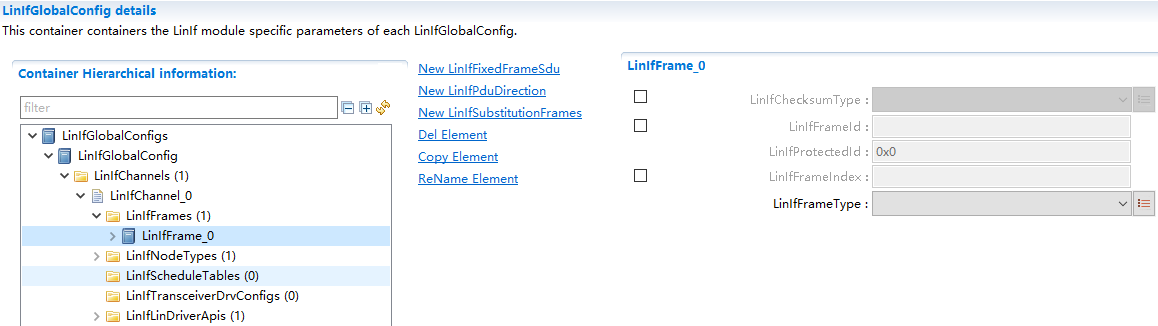 LinIfGlobalConfig details
This container containers the LinIf module specific parameters of each LinIfGlobalConfig.
Container Hierarchical information:
filter
LinIfGlobalConfigs
LinIfGlobalConfig
LinIfChannels (1)
LinIfChannel_0
LinIfFrames (1)
LinIfFrame_0
LinIfNodeTypes (1)
LinIfScheduleTables (0)
LinIfTransceiverDrvConfigs (0)
LinIfLinDriverApis (1)
New LinIfFixedFrameSdu
New LinIfPduDirection
New LinIfSubstitutionFrames
Del Element
Copy Element
ReName Element
LinIfFrame_0
LinIfChecksumType :
LinIfFrameId :
LinIfProtectedId : 0x0
LinIfFrameIndex :
LinIfFrameType :